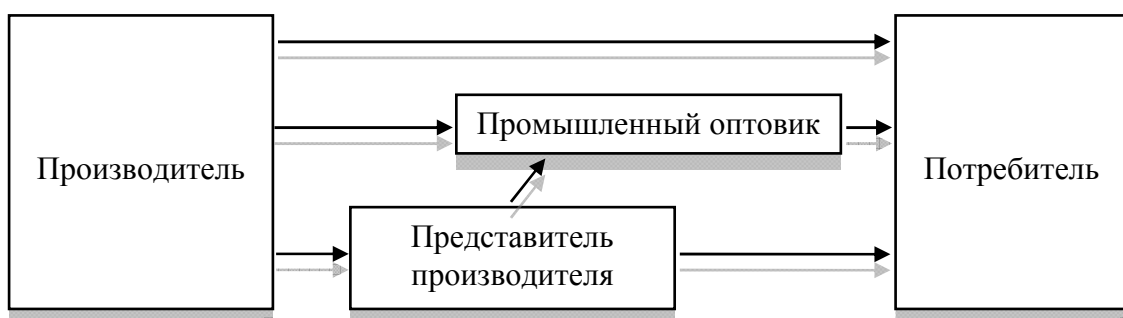 Промышленный оптовик
Производитель
Потребитель
Представитель
производителя